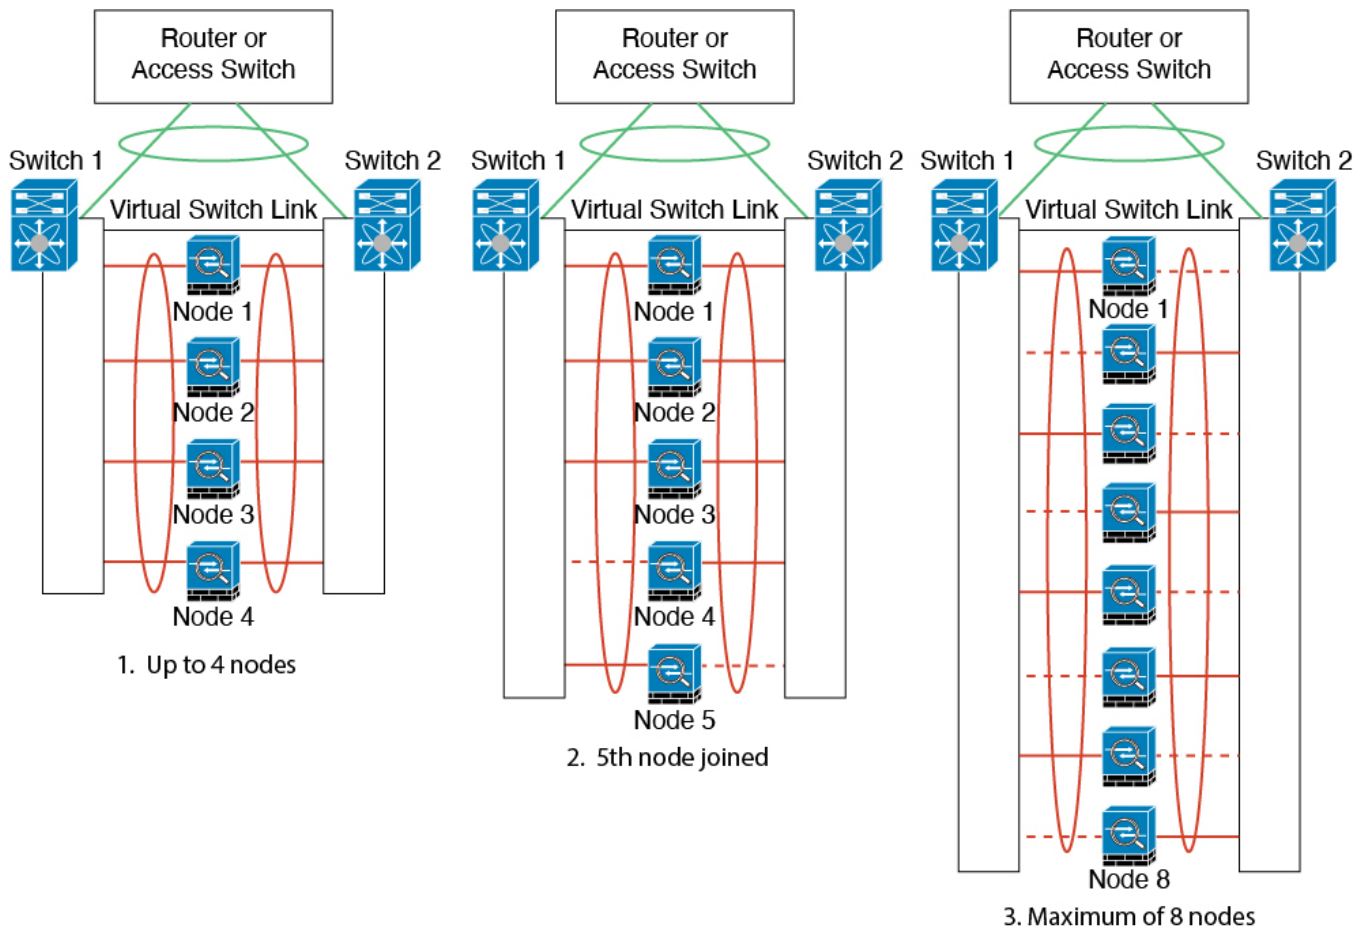 Router or
Access Switch
Switch 1
Switch 2
Virtual Switch Link
Node 1
Node 2
Node 3
Node 4
1. Up to 4 nodes
Router or
Access Switch
Switch 1
Switch 2
Virtual Switch Link
Node 1
Node 2
Node 3
Node 4
Node 5
2. 5th node joined
Router or
Access Switch
Switch 1
Switch 2
Virtual Switch Link
Node 1
Node 8
3. Maximum of 8 nodes